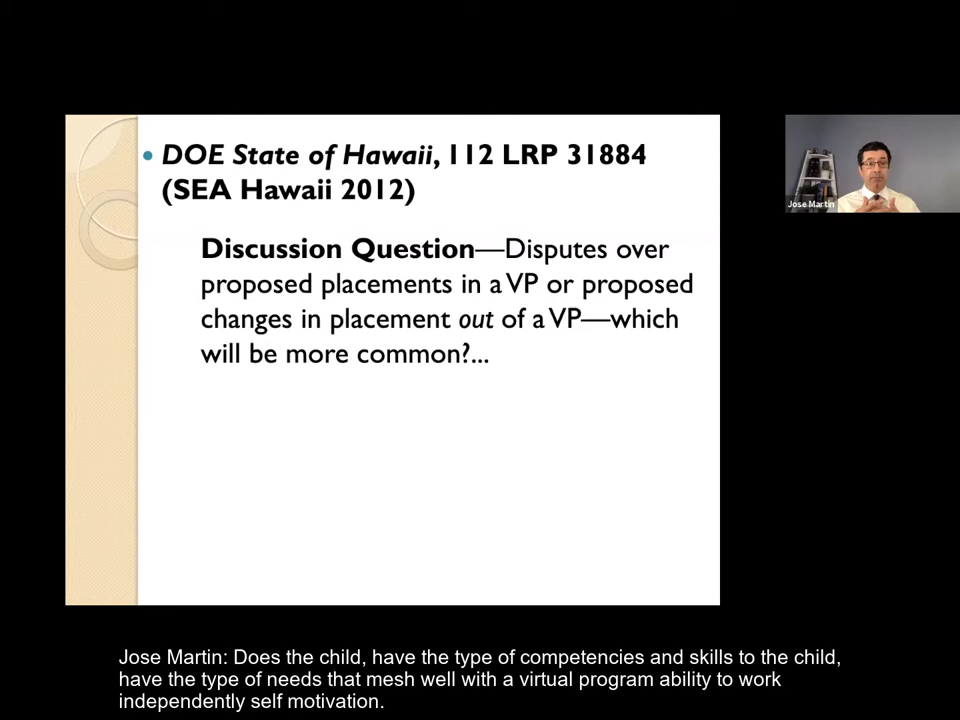 • DOE State of Hawaii, 112 LRP 31884
(SEA Hawaii 2012)
Discussion Question—Disputes over
proposed placements in a VP or proposed
changes in placement out of a VP—which
will be more common?...
Jose Martin
Jose Martin: Does the child, have the type of competencies and skills to the child,
have the type of needs that mesh well with a virtual program ability to work
independently self motivation.